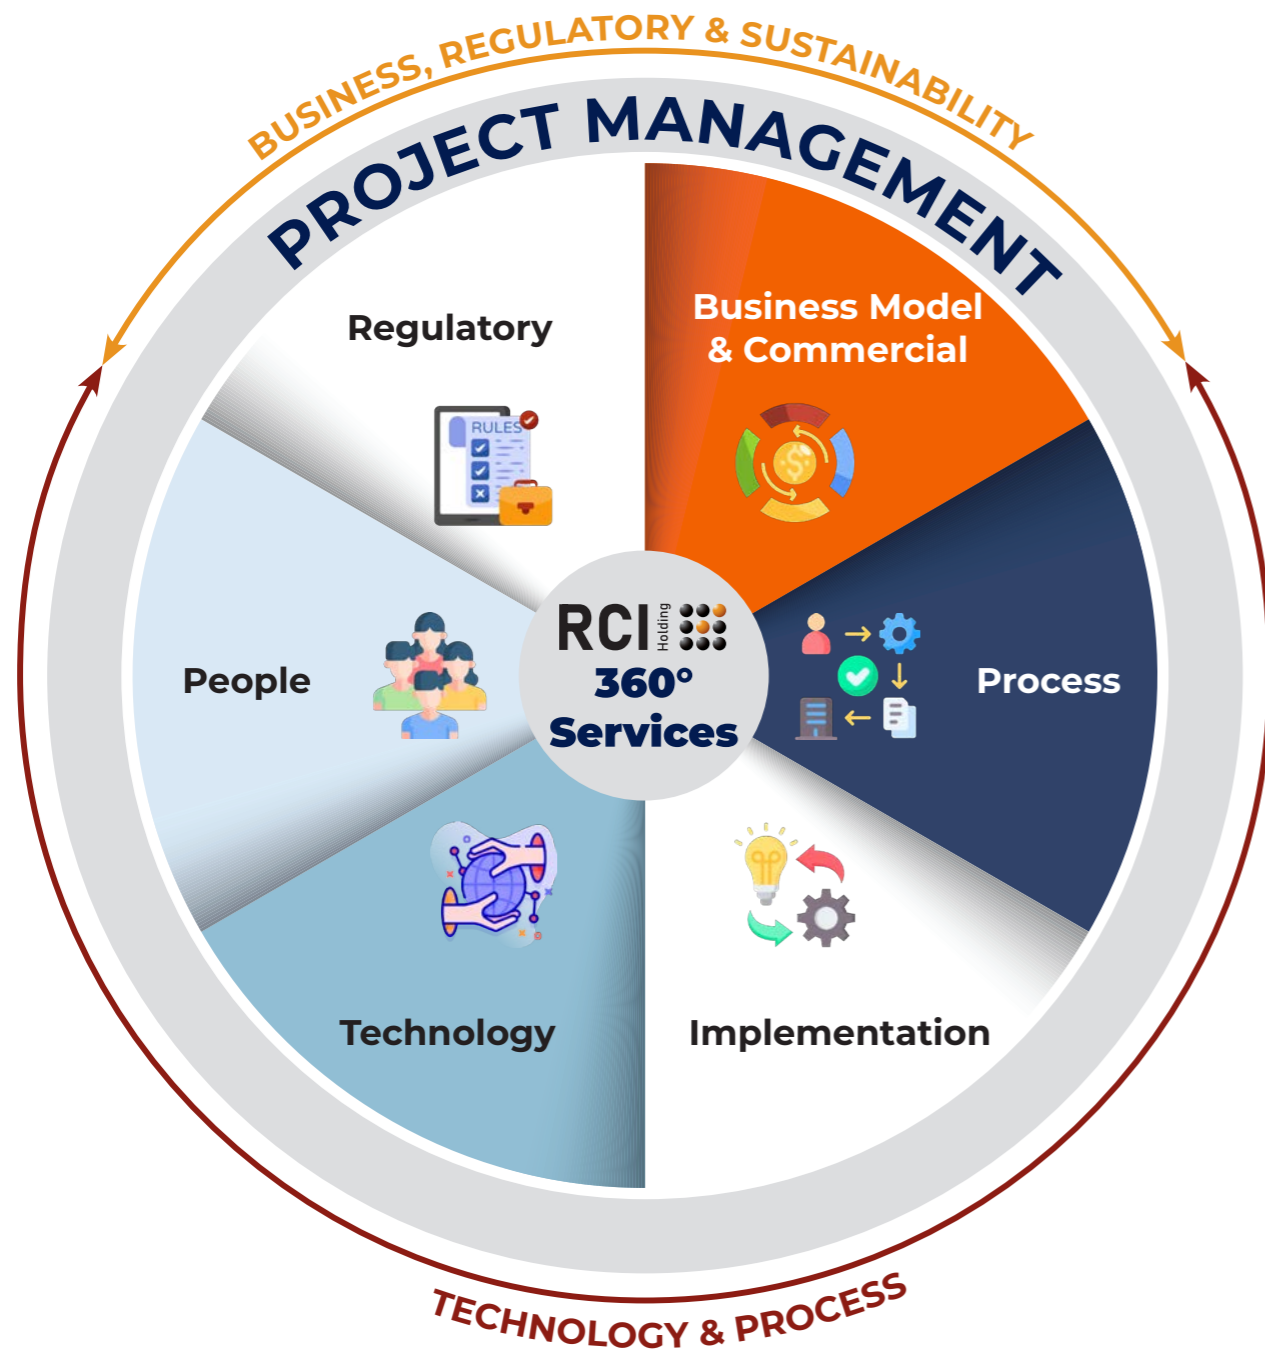 BUSINESS, REGULATORY & SUSTAINABILITY
PROJECT MANAGEMENT
Regulatory
RULES
Business Model
& Commercial
People
RCI Holding
360°
Services
Process
Technology
Implementation
TECHNOLOGY & PROCESS